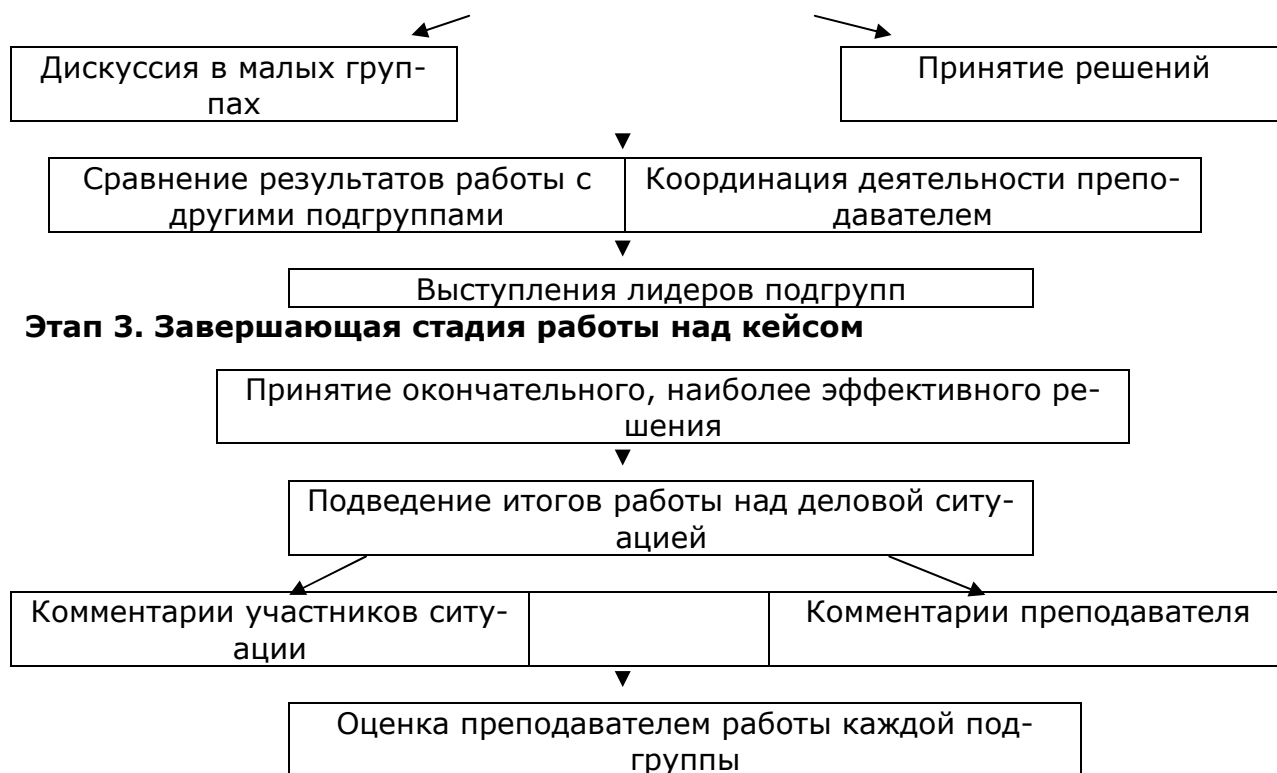 Дискуссия в малых груп-
пах
Принятие решений
Сравнение результатов работы с
другими подгруппами
Координация деятельности препо-
давателем
Выступления лидеров подгрупп
Этап 3. Завершающая стадия работы над кейсом
Принятие окончательного, наиболее эффективного ре-
шения
Подведение итогов работы над деловой ситу-
ацией
Комментарии участников ситу-
ации
Комментарии преподавателя
Оценка преподавателем работы каждой под-
группы